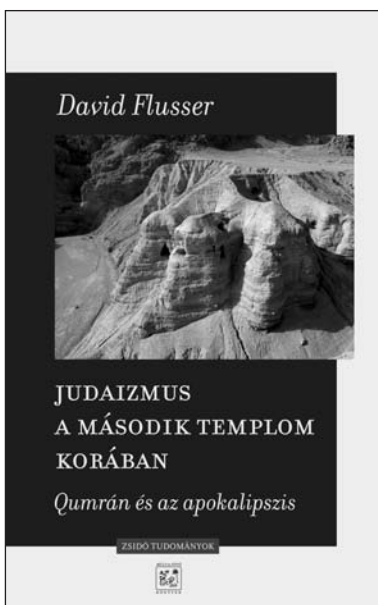 David Flusser
JUDAIZMUS
A MÁSODIK TEMPLOM
KORÁBAN
Qumrán és az apokalipszis
ZSIDÓ TUDOMÁNYOK